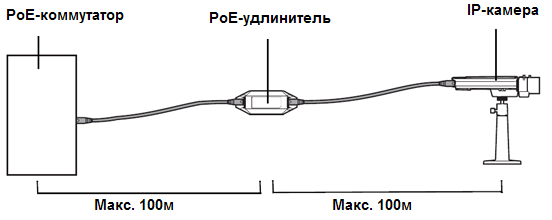 PoE-коммутатор
PoE-удлинитель
IP-камера
Макс. 100м
Макс. 100м